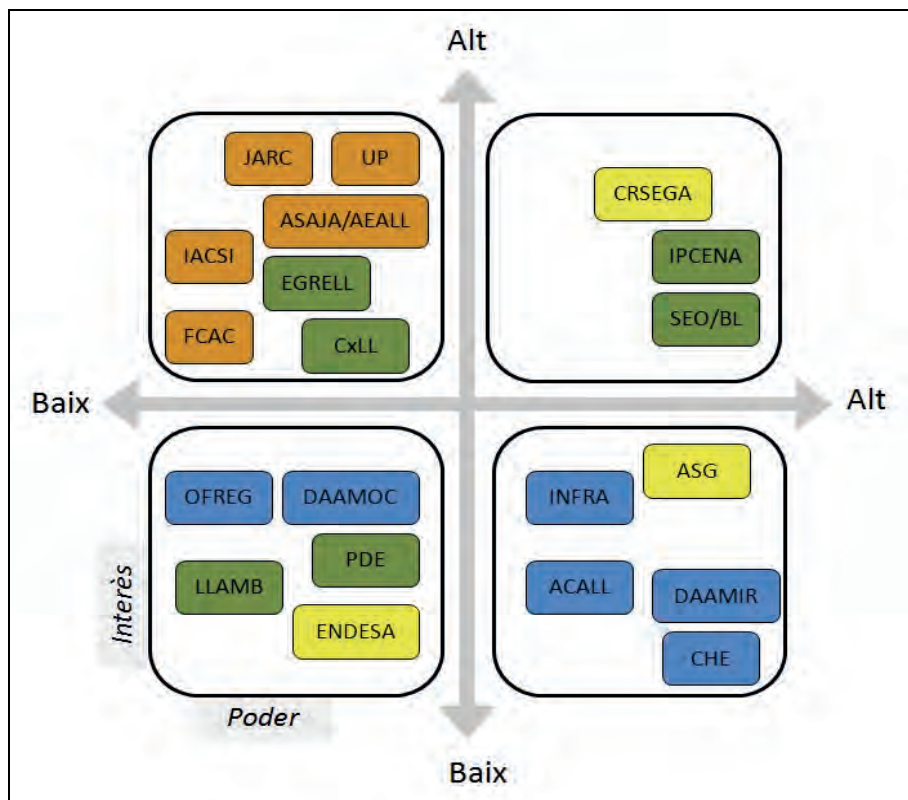 Alt
JARC
UP
ASAJA/AEALL
IACSI
EGRELL
FCAC
CxLL
CRSEGA
IPCENA
SEO/BL
Baix
Alt
OFREG
DAAMOC
PDE
LLAMB
ENDESA
INFRA
ASG
ACALL
DAAMIR
CHE
Interès
Poder
Baix